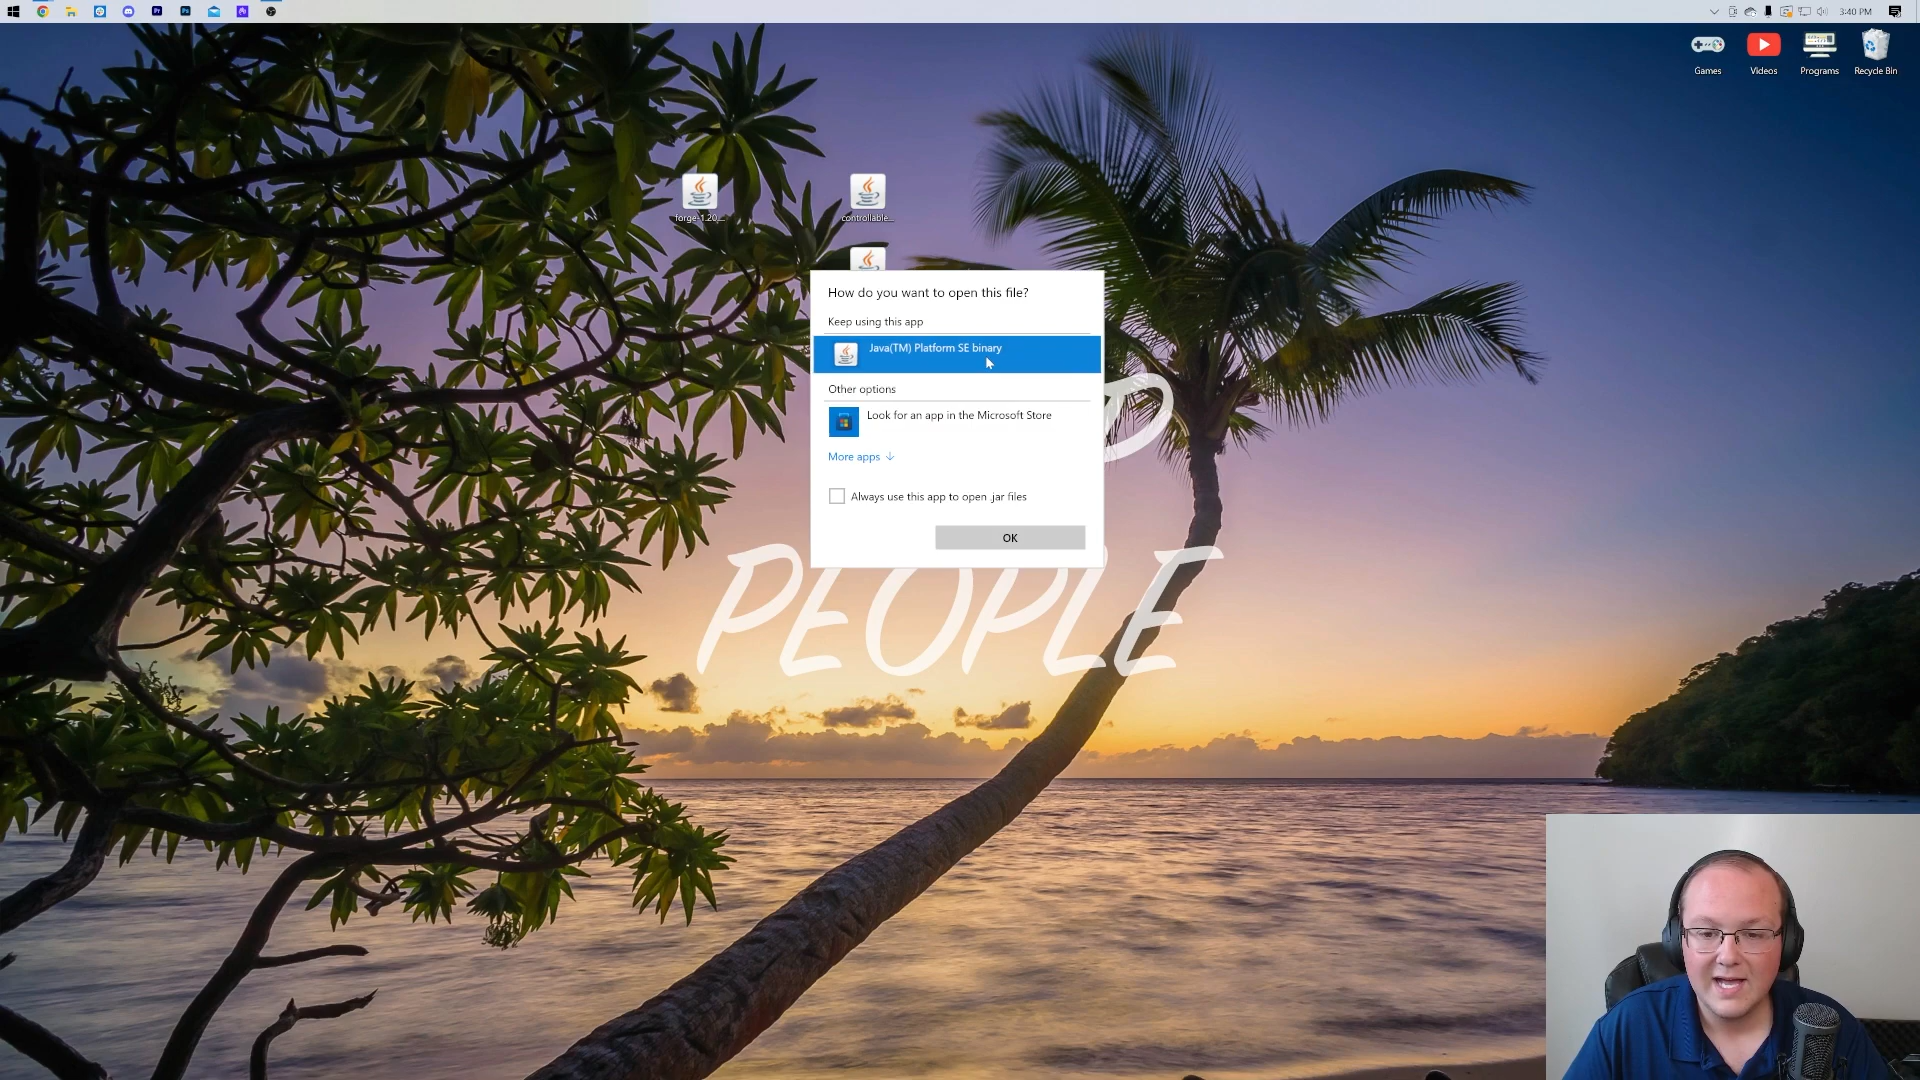 3:40 PM
Games
Videos
Programs
Recycle Bin
forge-1.20....
controllable...
How do you want to open this file?
Keep using this app
Java(TM) Platform SE binary
Other options
Look for an app in the Microsoft Store
More apps ↓
Always use this app to open .jar files
OK
PEOPLE